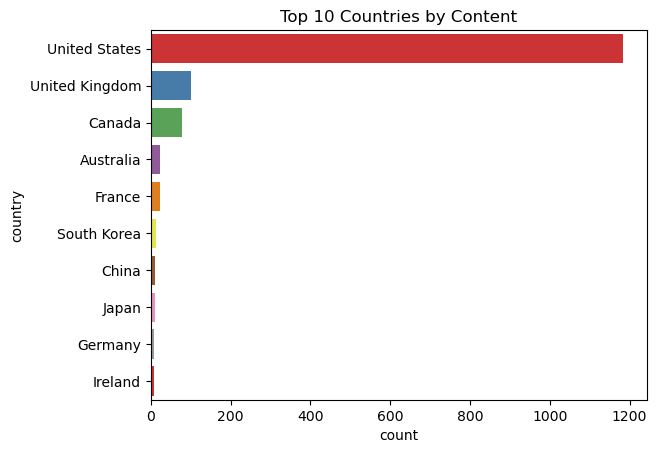 Top 10 Countries by Content
country
United States
United Kingdom
Canada
Australia
France
South Korea
China
Japan
Germany
Ireland
0 200 400 600 800 1000 1200
count